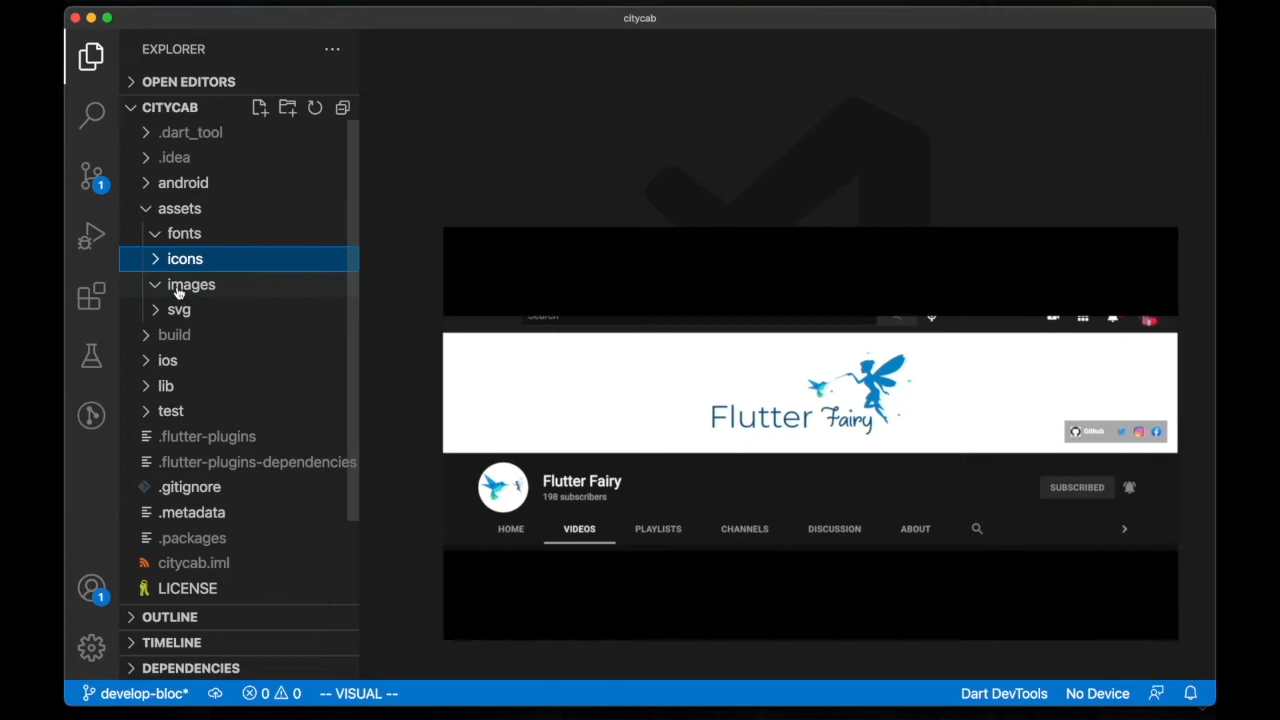 citycab
EXPLORER
OPEN EDITORS
CITYCAB
.dart_tool
.idea
android
assets
fonts
icons
images
svg
build
ios
lib
test
.flutter-plugins
.flutter-plugins-dependencies
.gitignore
.metadata
.packages
citycab.iml
LICENSE
OUTLINE
TIMELINE
DEPENDENCIES
1
1
Search
Flutter Fairy
Github
Flutter Fairy
198 subscribers
SUBSCRIBED
HOME VIDEOS PLAYLISTS CHANNELS DISCUSSION ABOUT
develop-bloc* 0 0 -- VISUAL -- Dart DevTools No Device